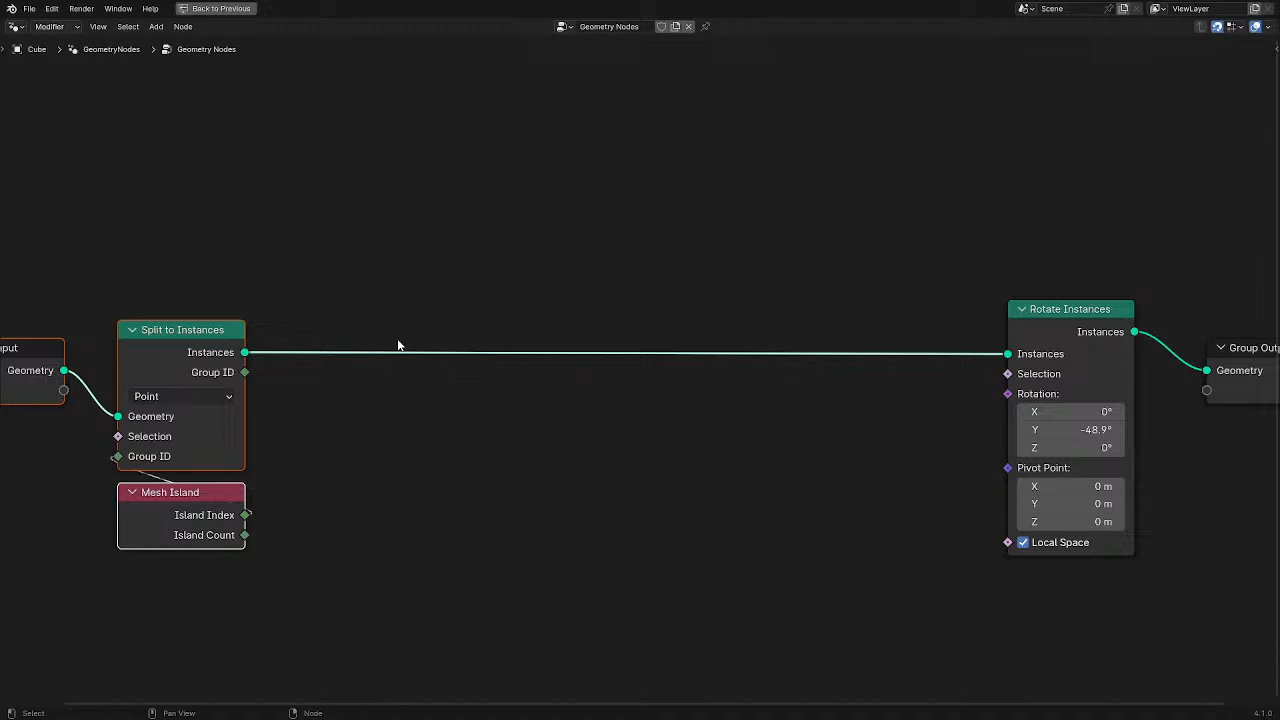 File Edit Render Window Help Back to Previous Scene ViewLayer
Modifier View Select Add Node Geometry Nodes
Cube GeometryNodes Geometry Nodes
put
Geometry
Split to Instances
Instances
Group ID
Point
Geometry
Selection
Group ID
Mesh Island
Island Index
Island Count
Rotate Instances
Instances
Instances
Selection
Rotation:
X 0°
Y -48.9°
Z 0°
Pivot Point:
X 0 m
Y 0 m
Z 0 m
Local Space
Group Outp
Geometry
Select Pan View Node 4.1.0